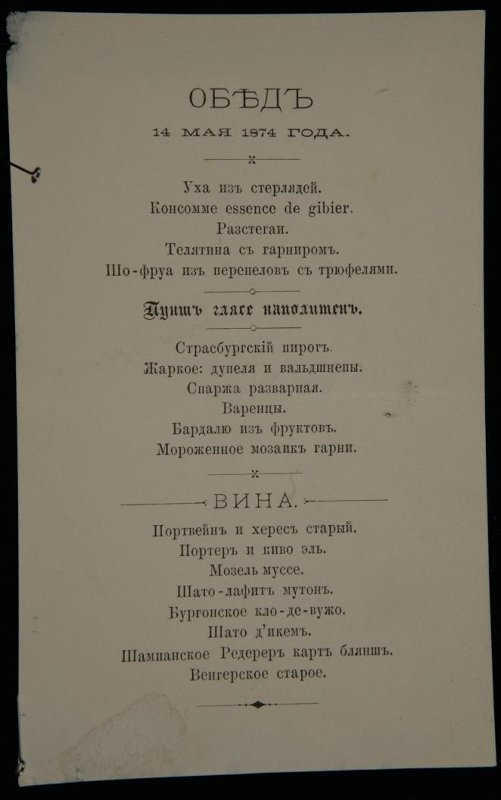 ОБѢДЪ
14 МАЯ 1874 ГОДА.
Уха изъ стерлядей.
Консомме essence de gibier.
Разстегаи.
Телятина съ гарниромъ.
Шо-фруа изъ перепеловъ съ трюфелями.
Пуншъ глясе наполитенъ.
Страсбургскій пирогъ.
Жаркое: дупеля и вальдшнепы.
Спаржа разварная.
Варенцы.
Бардалю изъ фруктовъ.
Мороженное мозаикъ гарни.
ВИНА.
Портвейнъ и хересъ старый.
Портеръ и пиво эль.
Мозель муссе.
Шато-лафитъ мутонъ.
Бургонское кло-де-вужо.
Шато д'икемъ.
Шампанское Редереръ картъ бляншъ.
Венгерское старое.